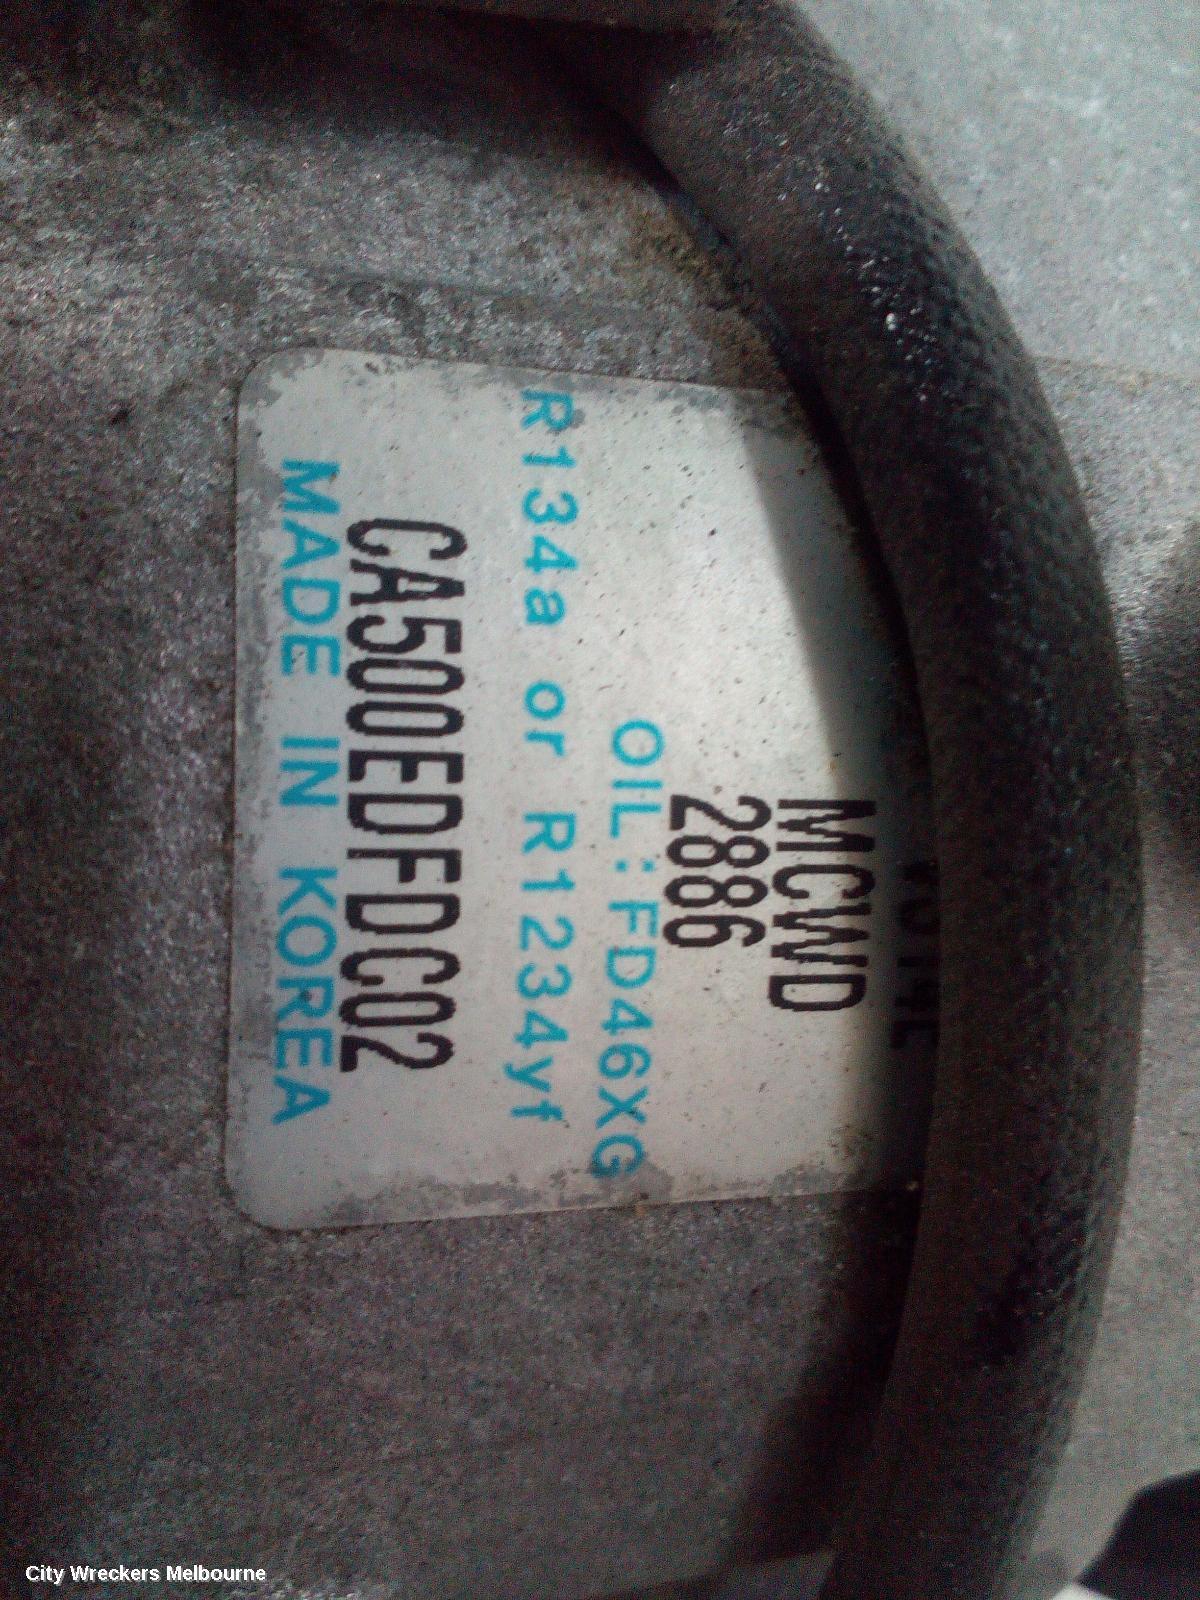 MCWD
2886
OIL:FD46XG
R134a or R1234yf
CA500EDFDC02
MADE IN KOREA
City Wreckers Melbourne